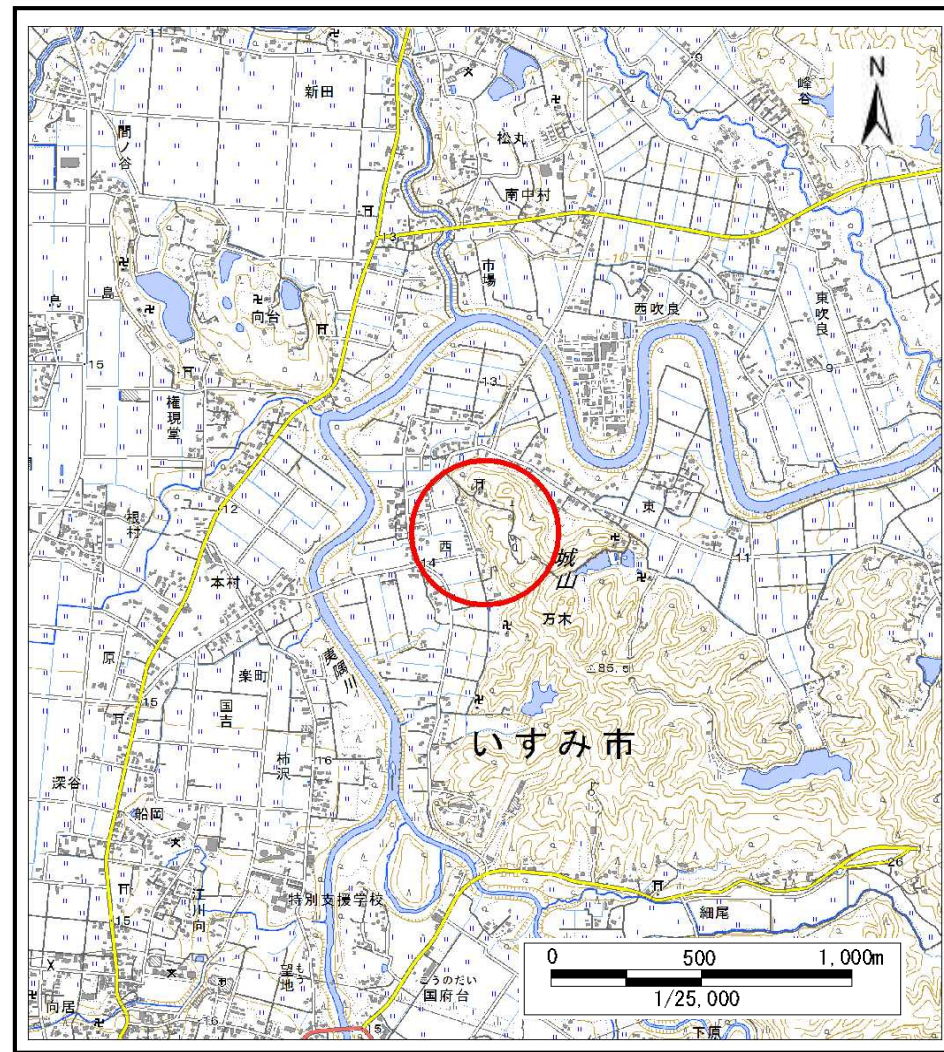 新田
峰谷
N
間ノ谷
松丸
南中村
13
市場
島
向台
西吹良
東吹良
15
13
9
権現堂
12
根村
東
西
14
城山
11
本村
万木
85.5
夷隅川
原
楽町
15
国吉
いすみ市
柿沢
16
深谷
船岡
26
特別支援学校
江川向
細尾
15
望地
もう
こうのだい
国府台
向居
16
15
下原
0 500 1,000m
1/25,000